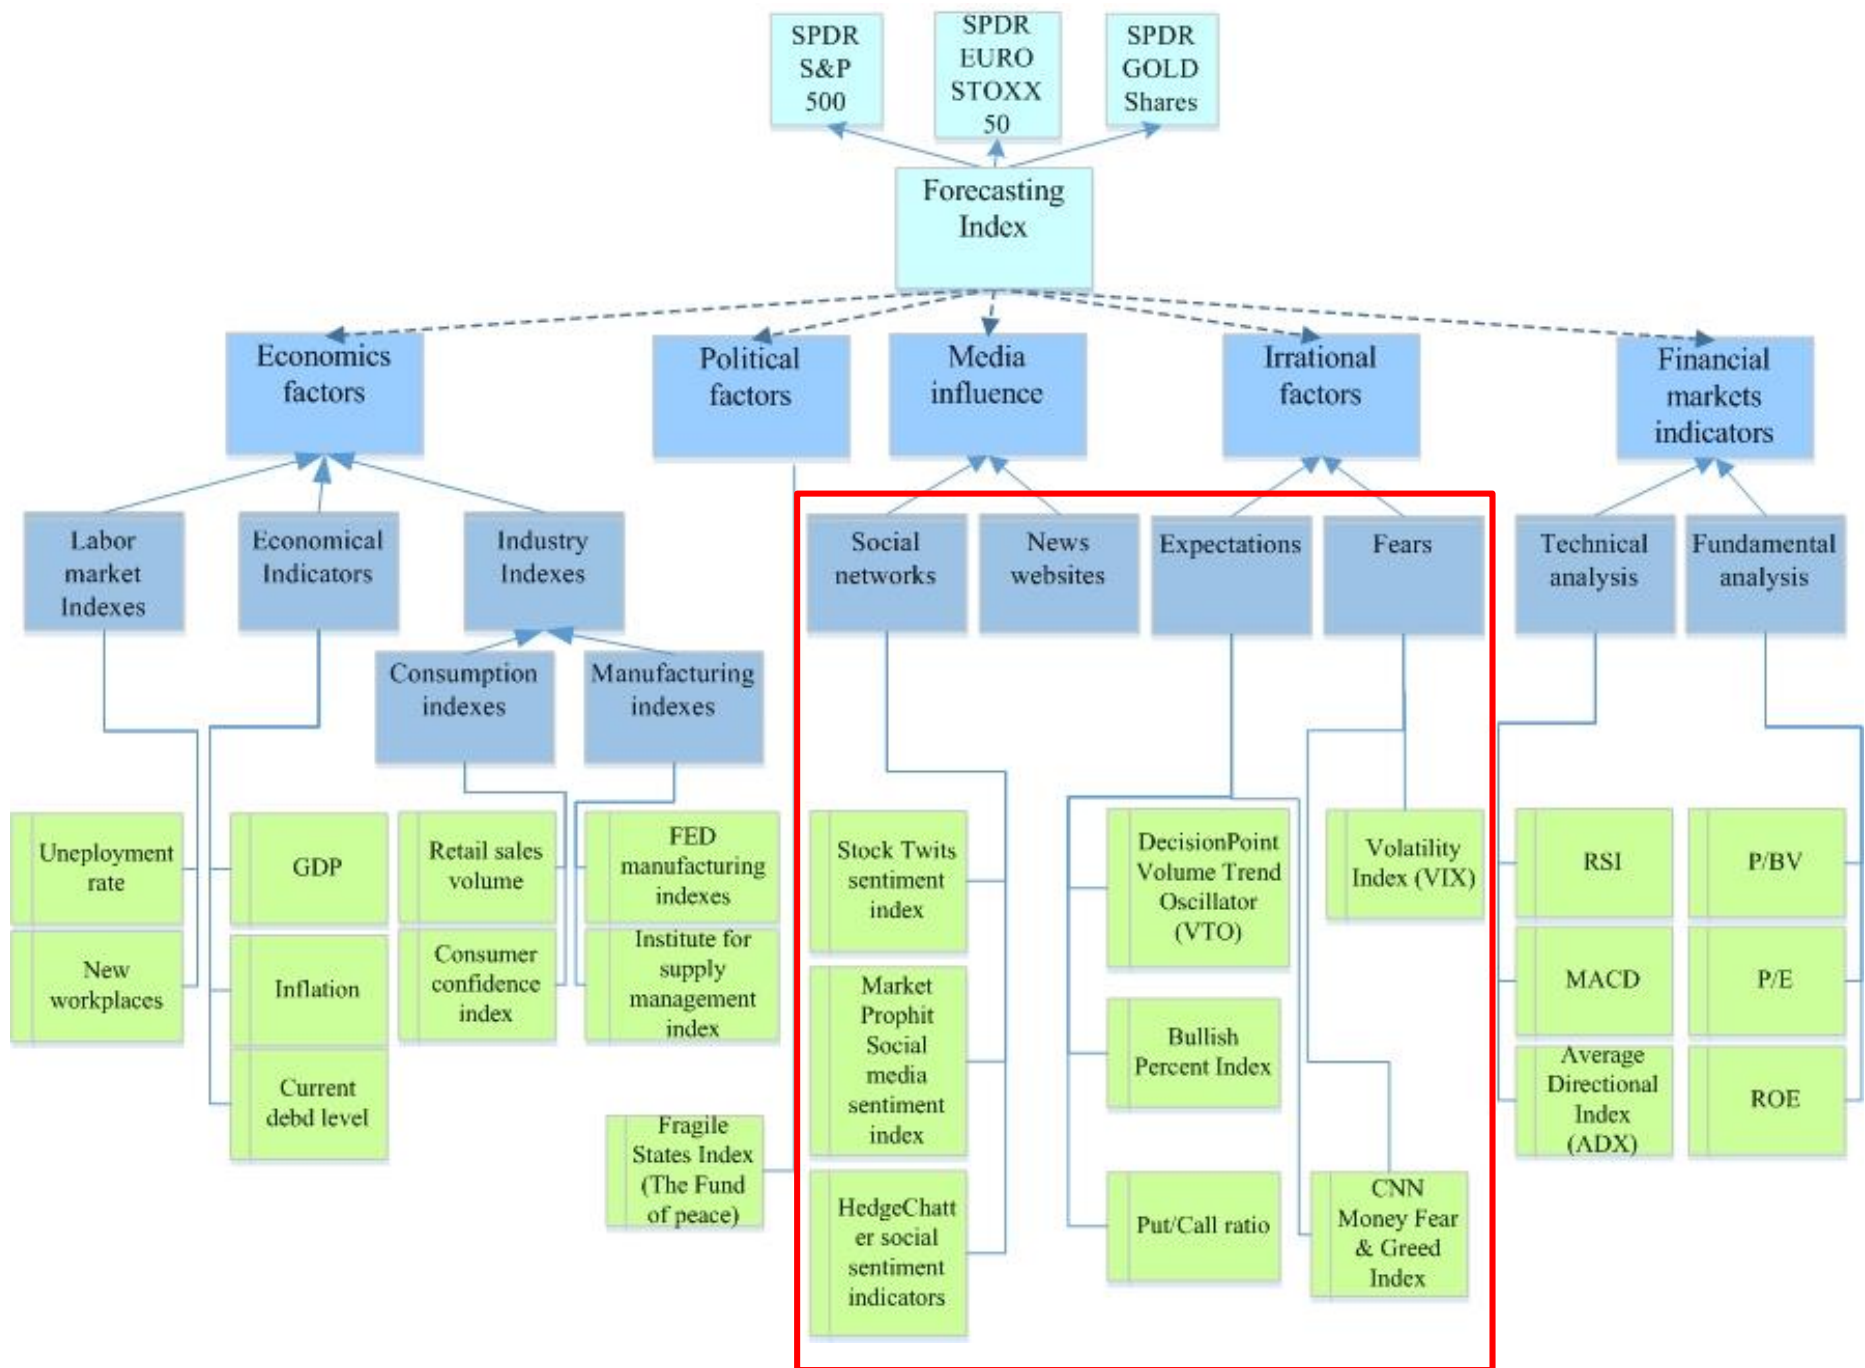 SPDR
S&P
500
SPDR
EURO
STOXX
50
SPDR
GOLD
Shares
Forecasting
Index
Economics
factors
Political
factors
Media
influence
Irrational
factors
Financial
markets
indicators
Labor
market
Indexes
Economical
Indicators
Industry
Indexes
Social
networks
News
websites
Expectations
Fears
Technical
analysis
Fundamental
analysis
Consumption
indexes
Manufacturing
indexes
Uneployment
rate
New
workplaces
GDP
Inflation
Current
debd level
Retail sales
volume
Consumer
confidence
index
FED
manufacturing
indexes
Institute for
supply
management
index
Fragile
States Index
(The Fund
of peace)
Stock Twits
sentiment
index
Market
Prophit
Social
media
sentiment
index
HedgeChatt
er social
sentiment
indicators
DecisionPoint
Volume Trend
Oscillator
(VTO)
Bullish
Percent Index
Put/Call ratio
Volatility
Index (VIX)
CNN
Money Fear
& Greed
Index
RSI
MACD
Average
Directional
Index
(ADX)
P/BV
P/E
ROE